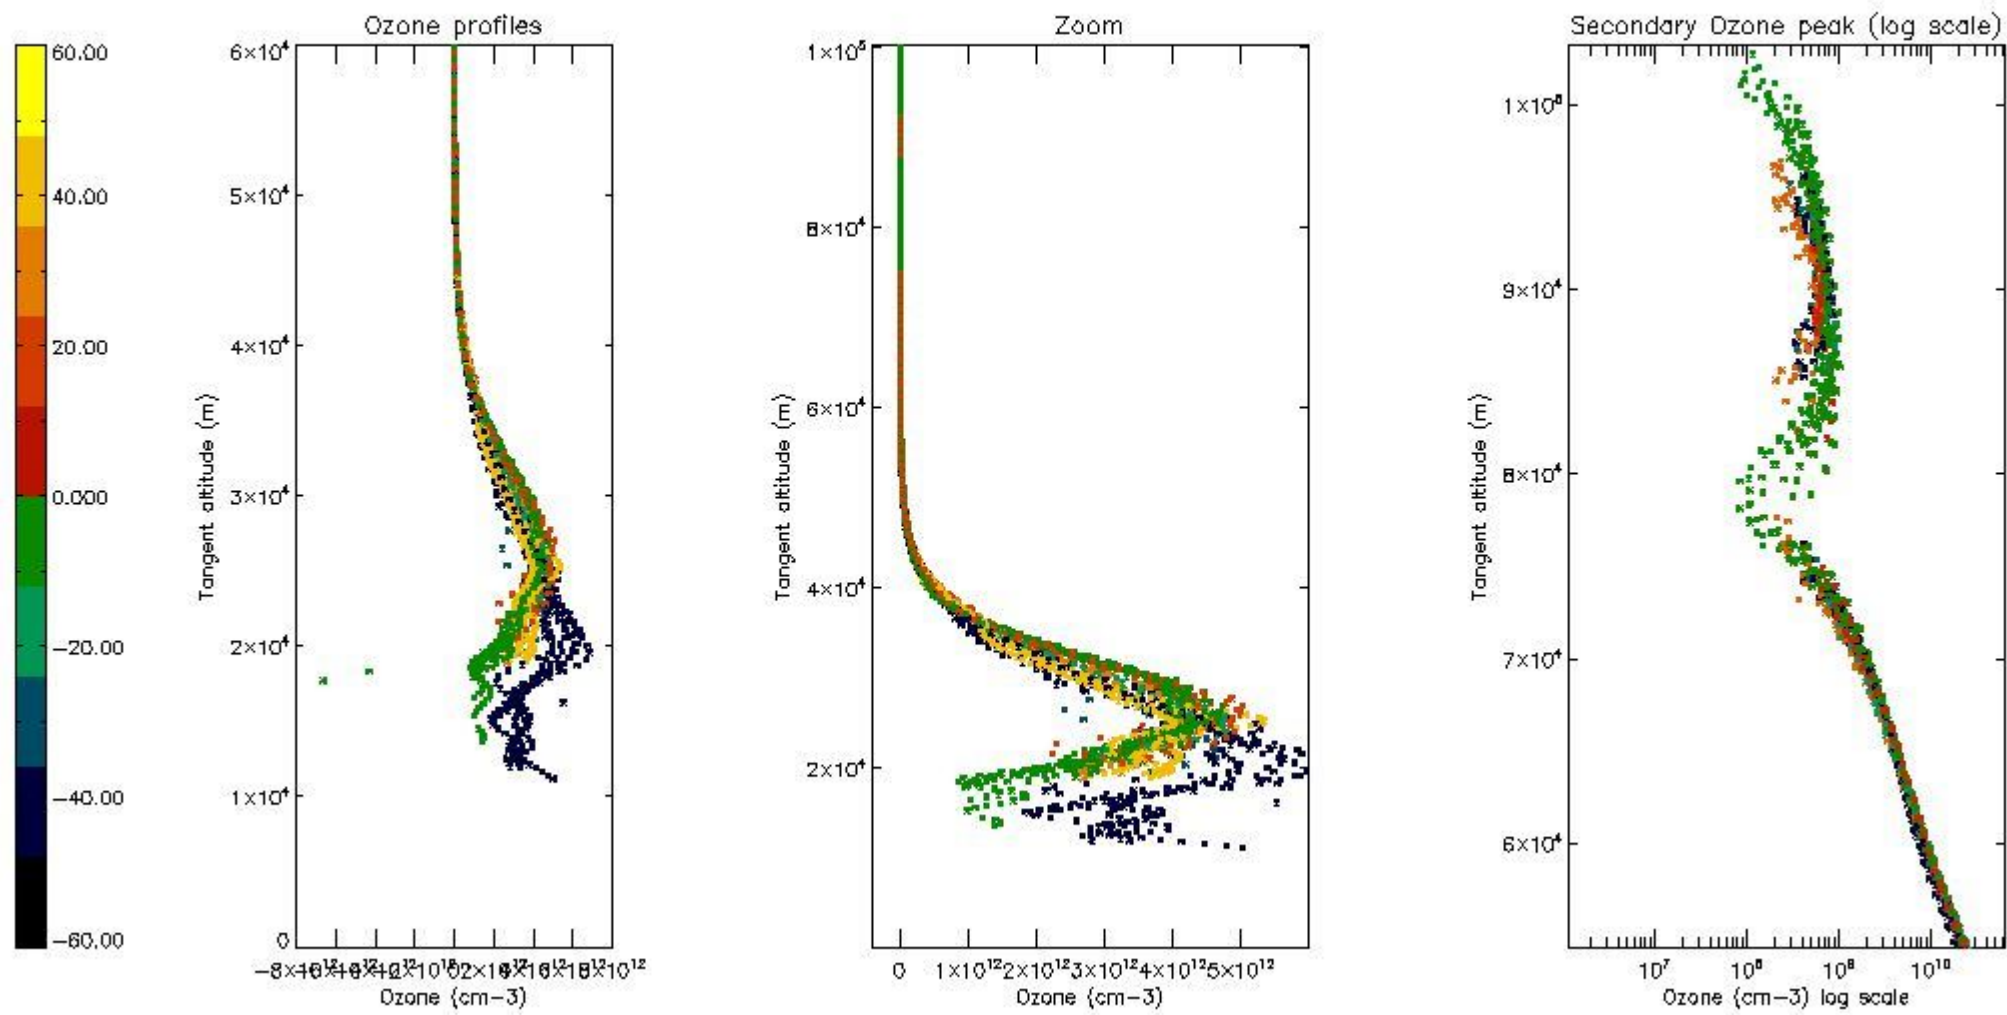 Ozone profiles
Zoom
Secondary Ozone peak (log scale)
60.00
40.00
20.00
-20.00
-40.00
-60.00
6×10⁴
5×10⁴
4×10⁴
3×10⁴
2×10⁴
1×10⁴
0
Tangent altitude (m)
Ozone (cm-3)
1×10⁵
8×10⁴
6×10⁴
4×10⁴
2×10⁴
Tangent altitude (m)
0 1×10¹² 2×10¹² 3×10¹² 4×10¹² 5×10¹²
Ozone (cm-3)
9×10⁴
8×10⁴
7×10⁴
6×10⁴
Tangent altitude (m)
10⁷ 10⁸ 10⁹ 10¹⁰
Ozone (cm-3) log scale